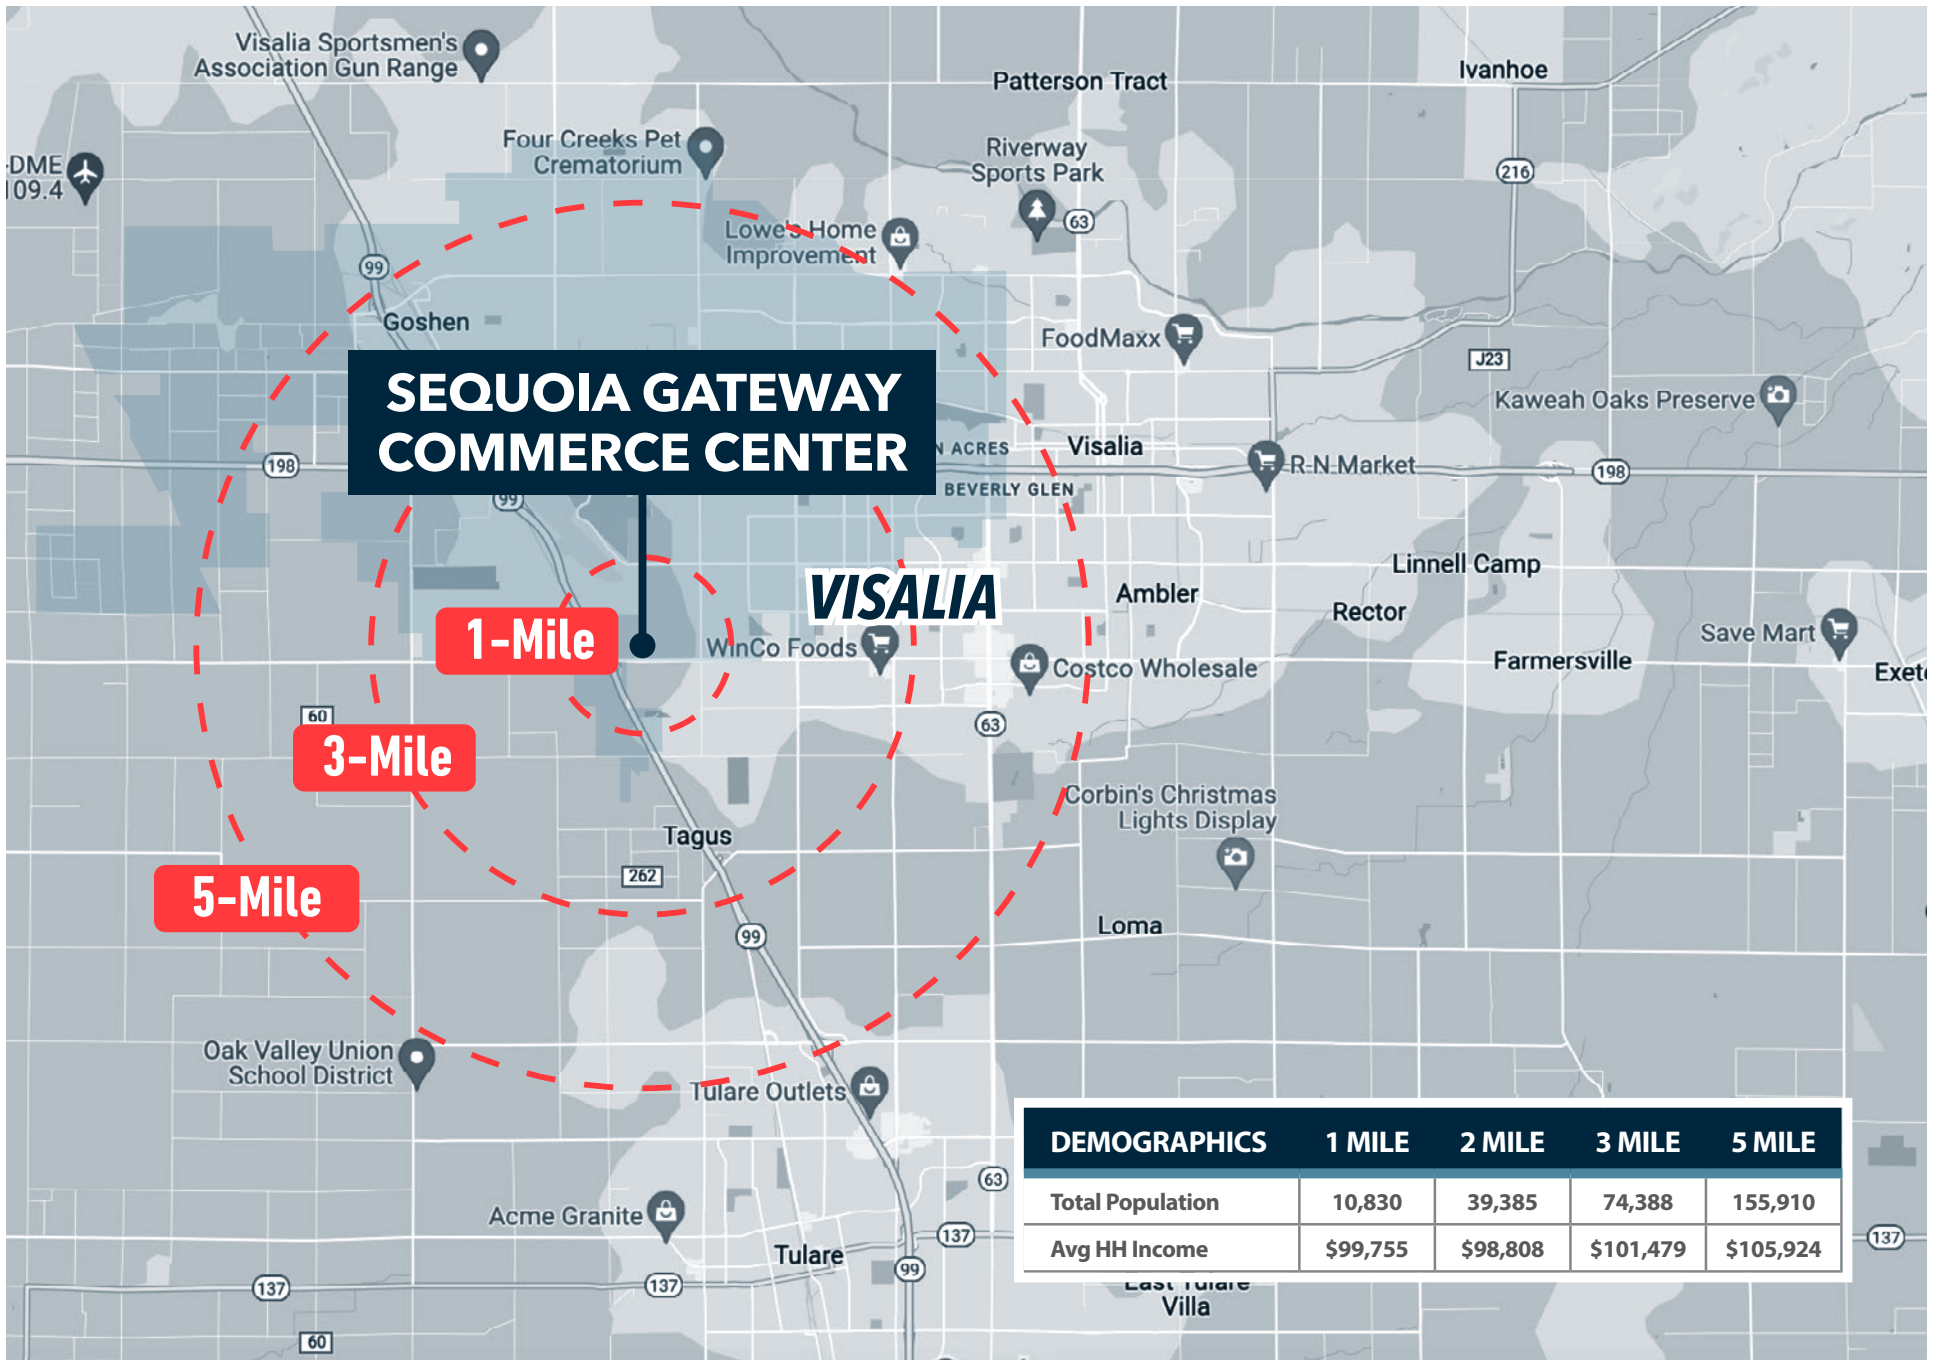 Visalia Sportsmen's
Association Gun Range
Patterson Tract
Ivanhoe
Four Creeks Pet
Crematorium
-DME
109.4
Riverway
Sports Park
216
63
Lowe's Home
Improvement
99
Goshen
FoodMaxx
J23
Kaweah Oaks Preserve
SEQUOIA GATEWAY
COMMERCE CENTER
N ACRES
Visalia
198
R-N Market
198
BEVERLY GLEN
99
Linnell Camp
VISALIA
Ambler
Rector
1-Mile
WinCo Foods
Costco Wholesale
Save Mart
Farmersville
Exet
60
63
3-Mile
Corbin's Christmas
Lights Display
Tagus
262
5-Mile
99
Loma
Oak Valley Union
School District
Tulare Outlets
DEMOGRAPHICS 1 MILE 2 MILE 3 MILE 5 MILE
Total Population 10,830 39,385 74,388 155,910
Avg HH Income $99,755 $98,808 $101,479 $105,924
63
Acme Granite
137
137
Tulare
99
137
137
East Tulare
Villa
60